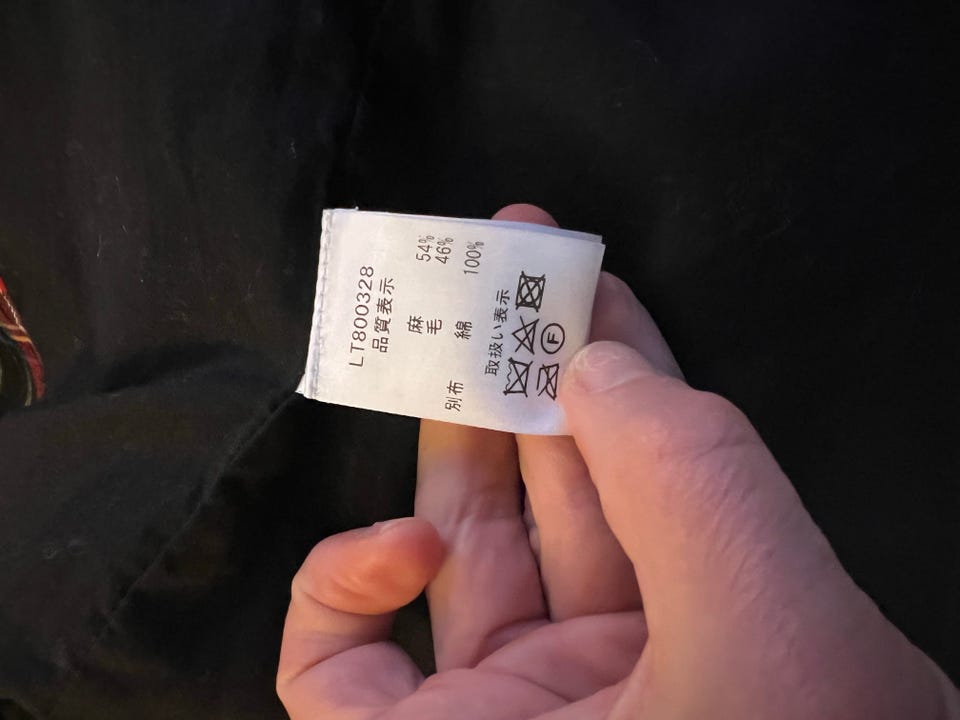 LT800328
品質表示
麻 54%
毛 46%
別布 綿 100%
取扱い表示
F